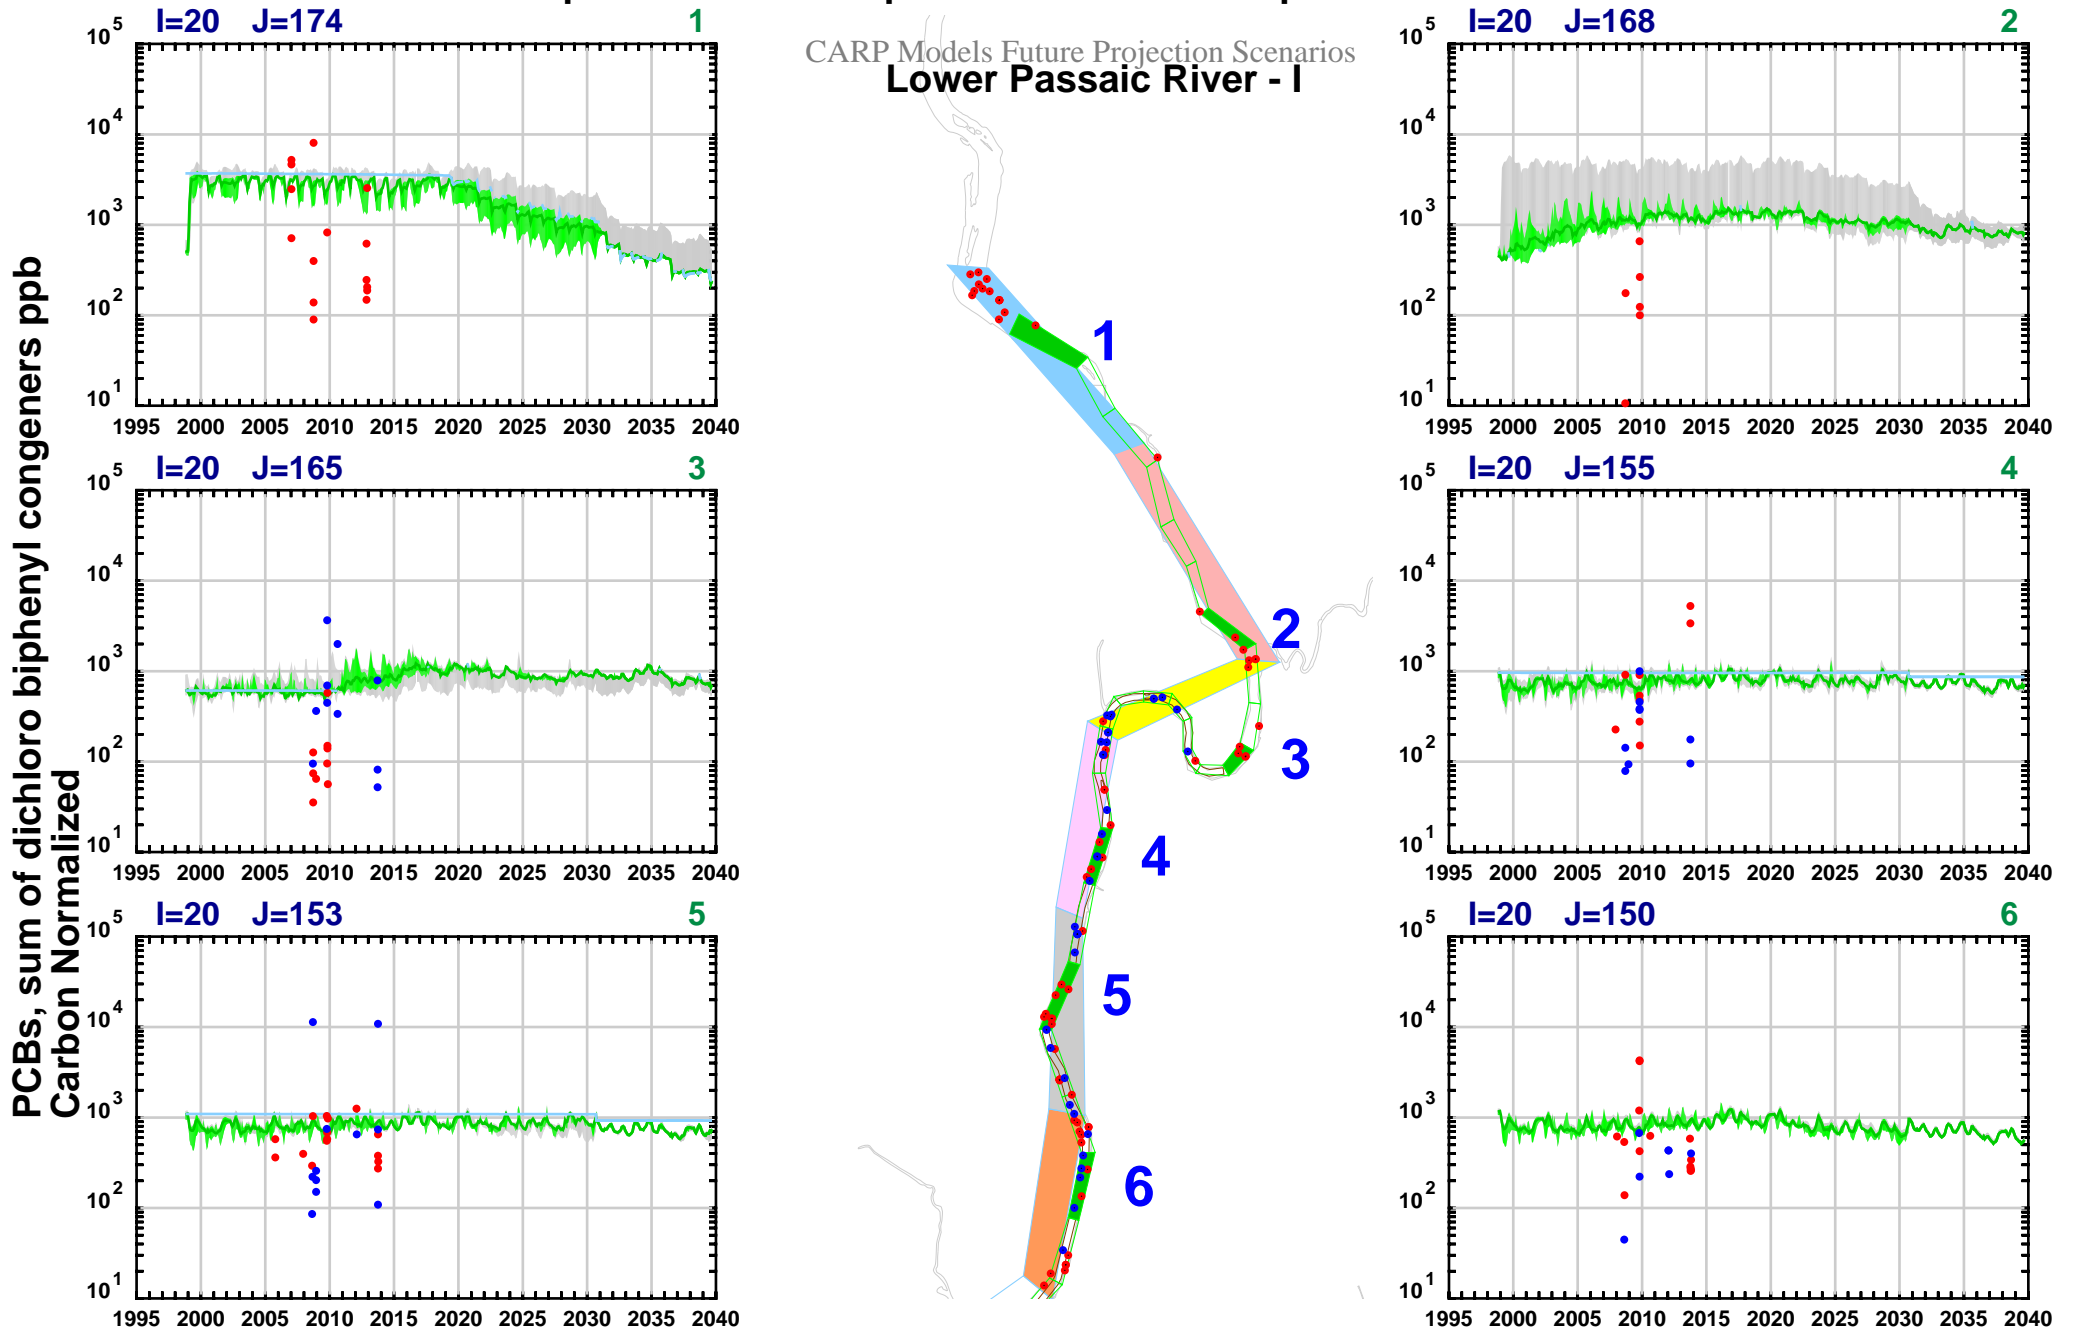 CARP Models Future Projection Scenarios
Lower Passaic River - I
PCBs, sum of dichloro biphenyl congeners ppb
Carbon Normalized
I=20 J=174 1
10^5
10^4
10^3
10^2
10^1
1995 2000 2005 2010 2015 2020 2025 2030 2035 2040
I=20 J=168 2
10^5
10^4
10^3
10^2
10^1
1995 2000 2005 2010 2015 2020 2025 2030 2035 2040
I=20 J=165 3
10^5
10^4
10^3
10^2
10^1
1995 2000 2005 2010 2015 2020 2025 2030 2035 2040
I=20 J=155 4
10^5
10^4
10^3
10^2
10^1
1995 2000 2005 2010 2015 2020 2025 2030 2035 2040
I=20 J=153 5
10^5
10^4
10^3
10^2
10^1
1995 2000 2005 2010 2015 2020 2025 2030 2035 2040
I=20 J=150 6
10^5
10^4
10^3
10^2
10^1
1995 2000 2005 2010 2015 2020 2025 2030 2035 2040
1
2
3
4
5
6